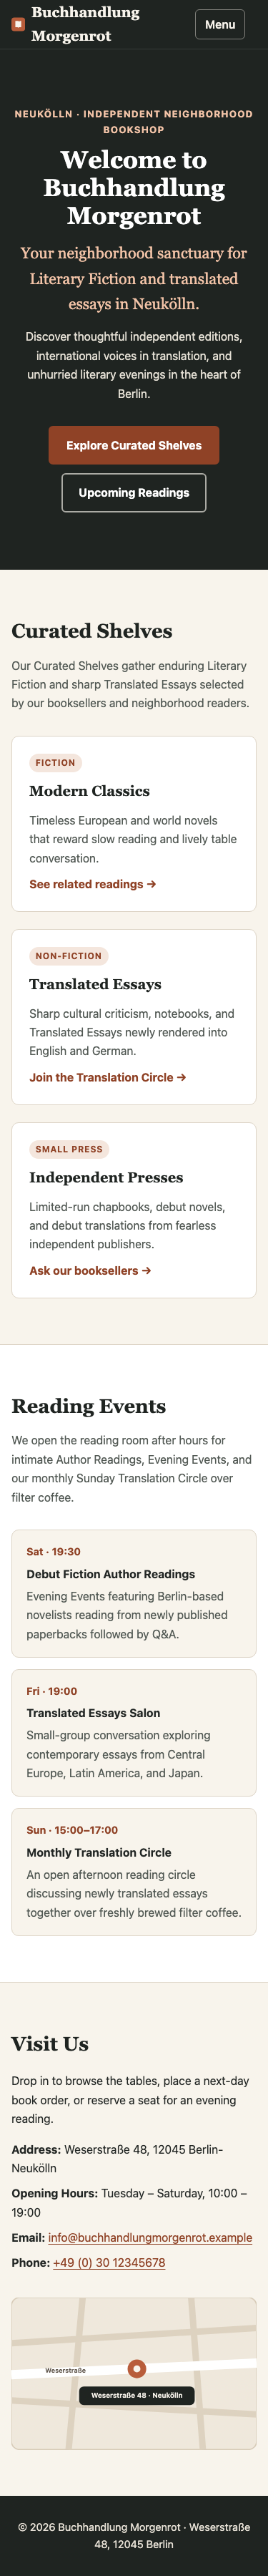 Buchhandlung
Morgenrot
Menu
NEUKÖLLN · INDEPENDENT NEIGHBORHOOD
BOOKSHOP
Welcome to
Buchhandlung
Morgenrot
Your neighborhood sanctuary for
Literary Fiction and translated
essays in Neukölln.
Discover thoughtful independent editions,
international voices in translation, and
unhurried literary evenings in the heart of
Berlin.
Explore Curated Shelves
Upcoming Readings
Curated Shelves
Our Curated Shelves gather enduring Literary
Fiction and sharp Translated Essays selected
by our booksellers and neighborhood readers.
FICTION
Modern Classics
Timeless European and world novels
that reward slow reading and lively table
conversation.
See related readings →
NON-FICTION
Translated Essays
Sharp cultural criticism, notebooks, and
Translated Essays newly rendered into
English and German.
Join the Translation Circle →
SMALL PRESS
Independent Presses
Limited-run chapbooks, debut novels,
and debut translations from fearless
independent publishers.
Ask our booksellers →
Reading Events
We open the reading room after hours for
intimate Author Readings, Evening Events, and
our monthly Sunday Translation Circle over
filter coffee.
Sat · 19:30
Debut Fiction Author Readings
Evening Events featuring Berlin-based
novelists reading from newly published
paperbacks followed by Q&A.
Fri · 19:00
Translated Essays Salon
Small-group conversation exploring
contemporary essays from Central
Europe, Latin America, and Japan.
Sun · 15:00–17:00
Monthly Translation Circle
An open afternoon reading circle
discussing newly translated essays
together over freshly brewed filter coffee.
Visit Us
Drop in to browse the tables, place a next-day
book order, or reserve a seat for an evening
reading.
Address: Weserstraße 48, 12045 Berlin-
Neukölln
Opening Hours: Tuesday – Saturday, 10:00 –
19:00
Email: info@buchhandlungmorgenrot.example
Phone: +49 (0) 30 12345678
Weserstraße
Weserstraße 48 · Neukölln
© 2026 Buchhandlung Morgenrot · Weserstraße
48, 12045 Berlin